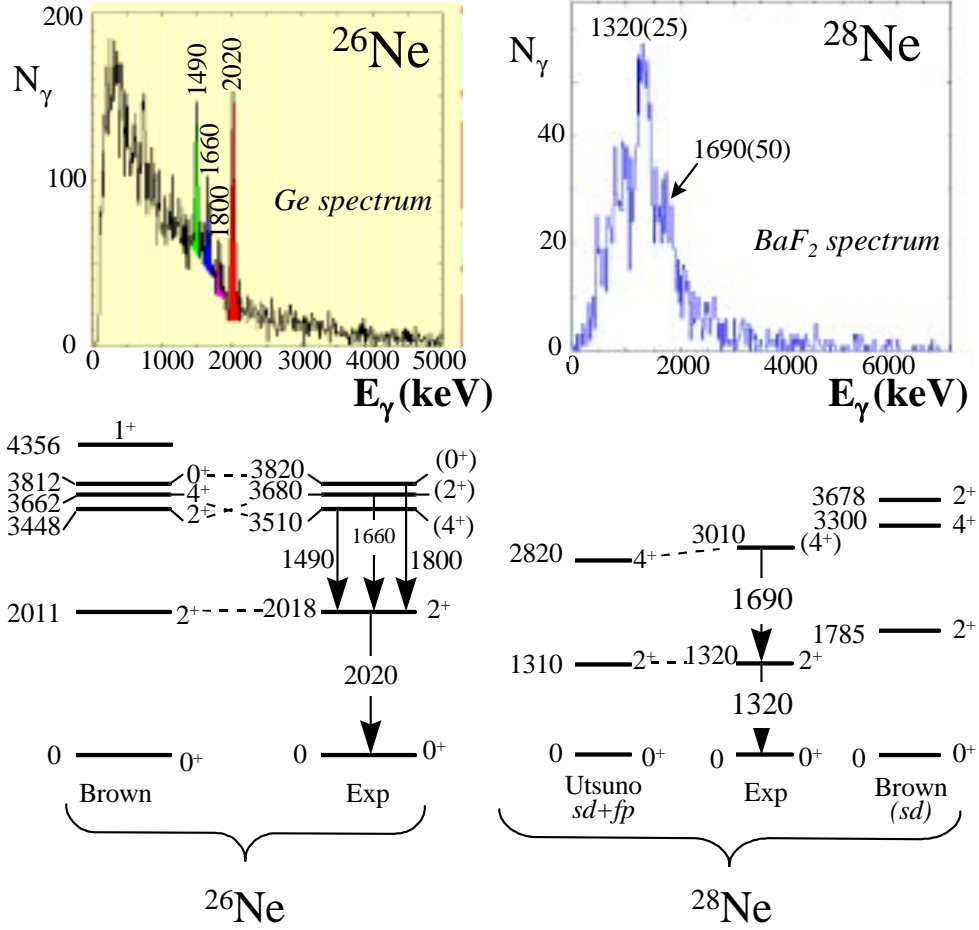 200
N_γ
100
0
0 1000 2000 3000 4000 5000
E_γ (keV)
²⁶Ne
1490
1660
1800
2020
Ge spectrum
N_γ
40
20
0
0 2000 4000 6000
E_γ (keV)
1320(25)
²⁸Ne
1690(50)
BaF₂ spectrum
4356 1⁺
3812 0⁺
3662 4⁺
3448 2⁺
2011 2⁺
0 0⁺
Brown
3820 (0⁺)
3680 (2⁺)
3510 (4⁺)
1490 1660 1800
2018 2⁺
2020
0 0⁺
Exp
²⁶Ne
2820 4⁺
1310 2⁺
0 0⁺
Utsuno
sd+fp
3010 (4⁺)
1690
1320 2⁺
1320
0 0⁺
Exp
3678 2⁺
3300 4⁺
1785 2⁺
0 0⁺
Brown
(sd)
²⁸Ne